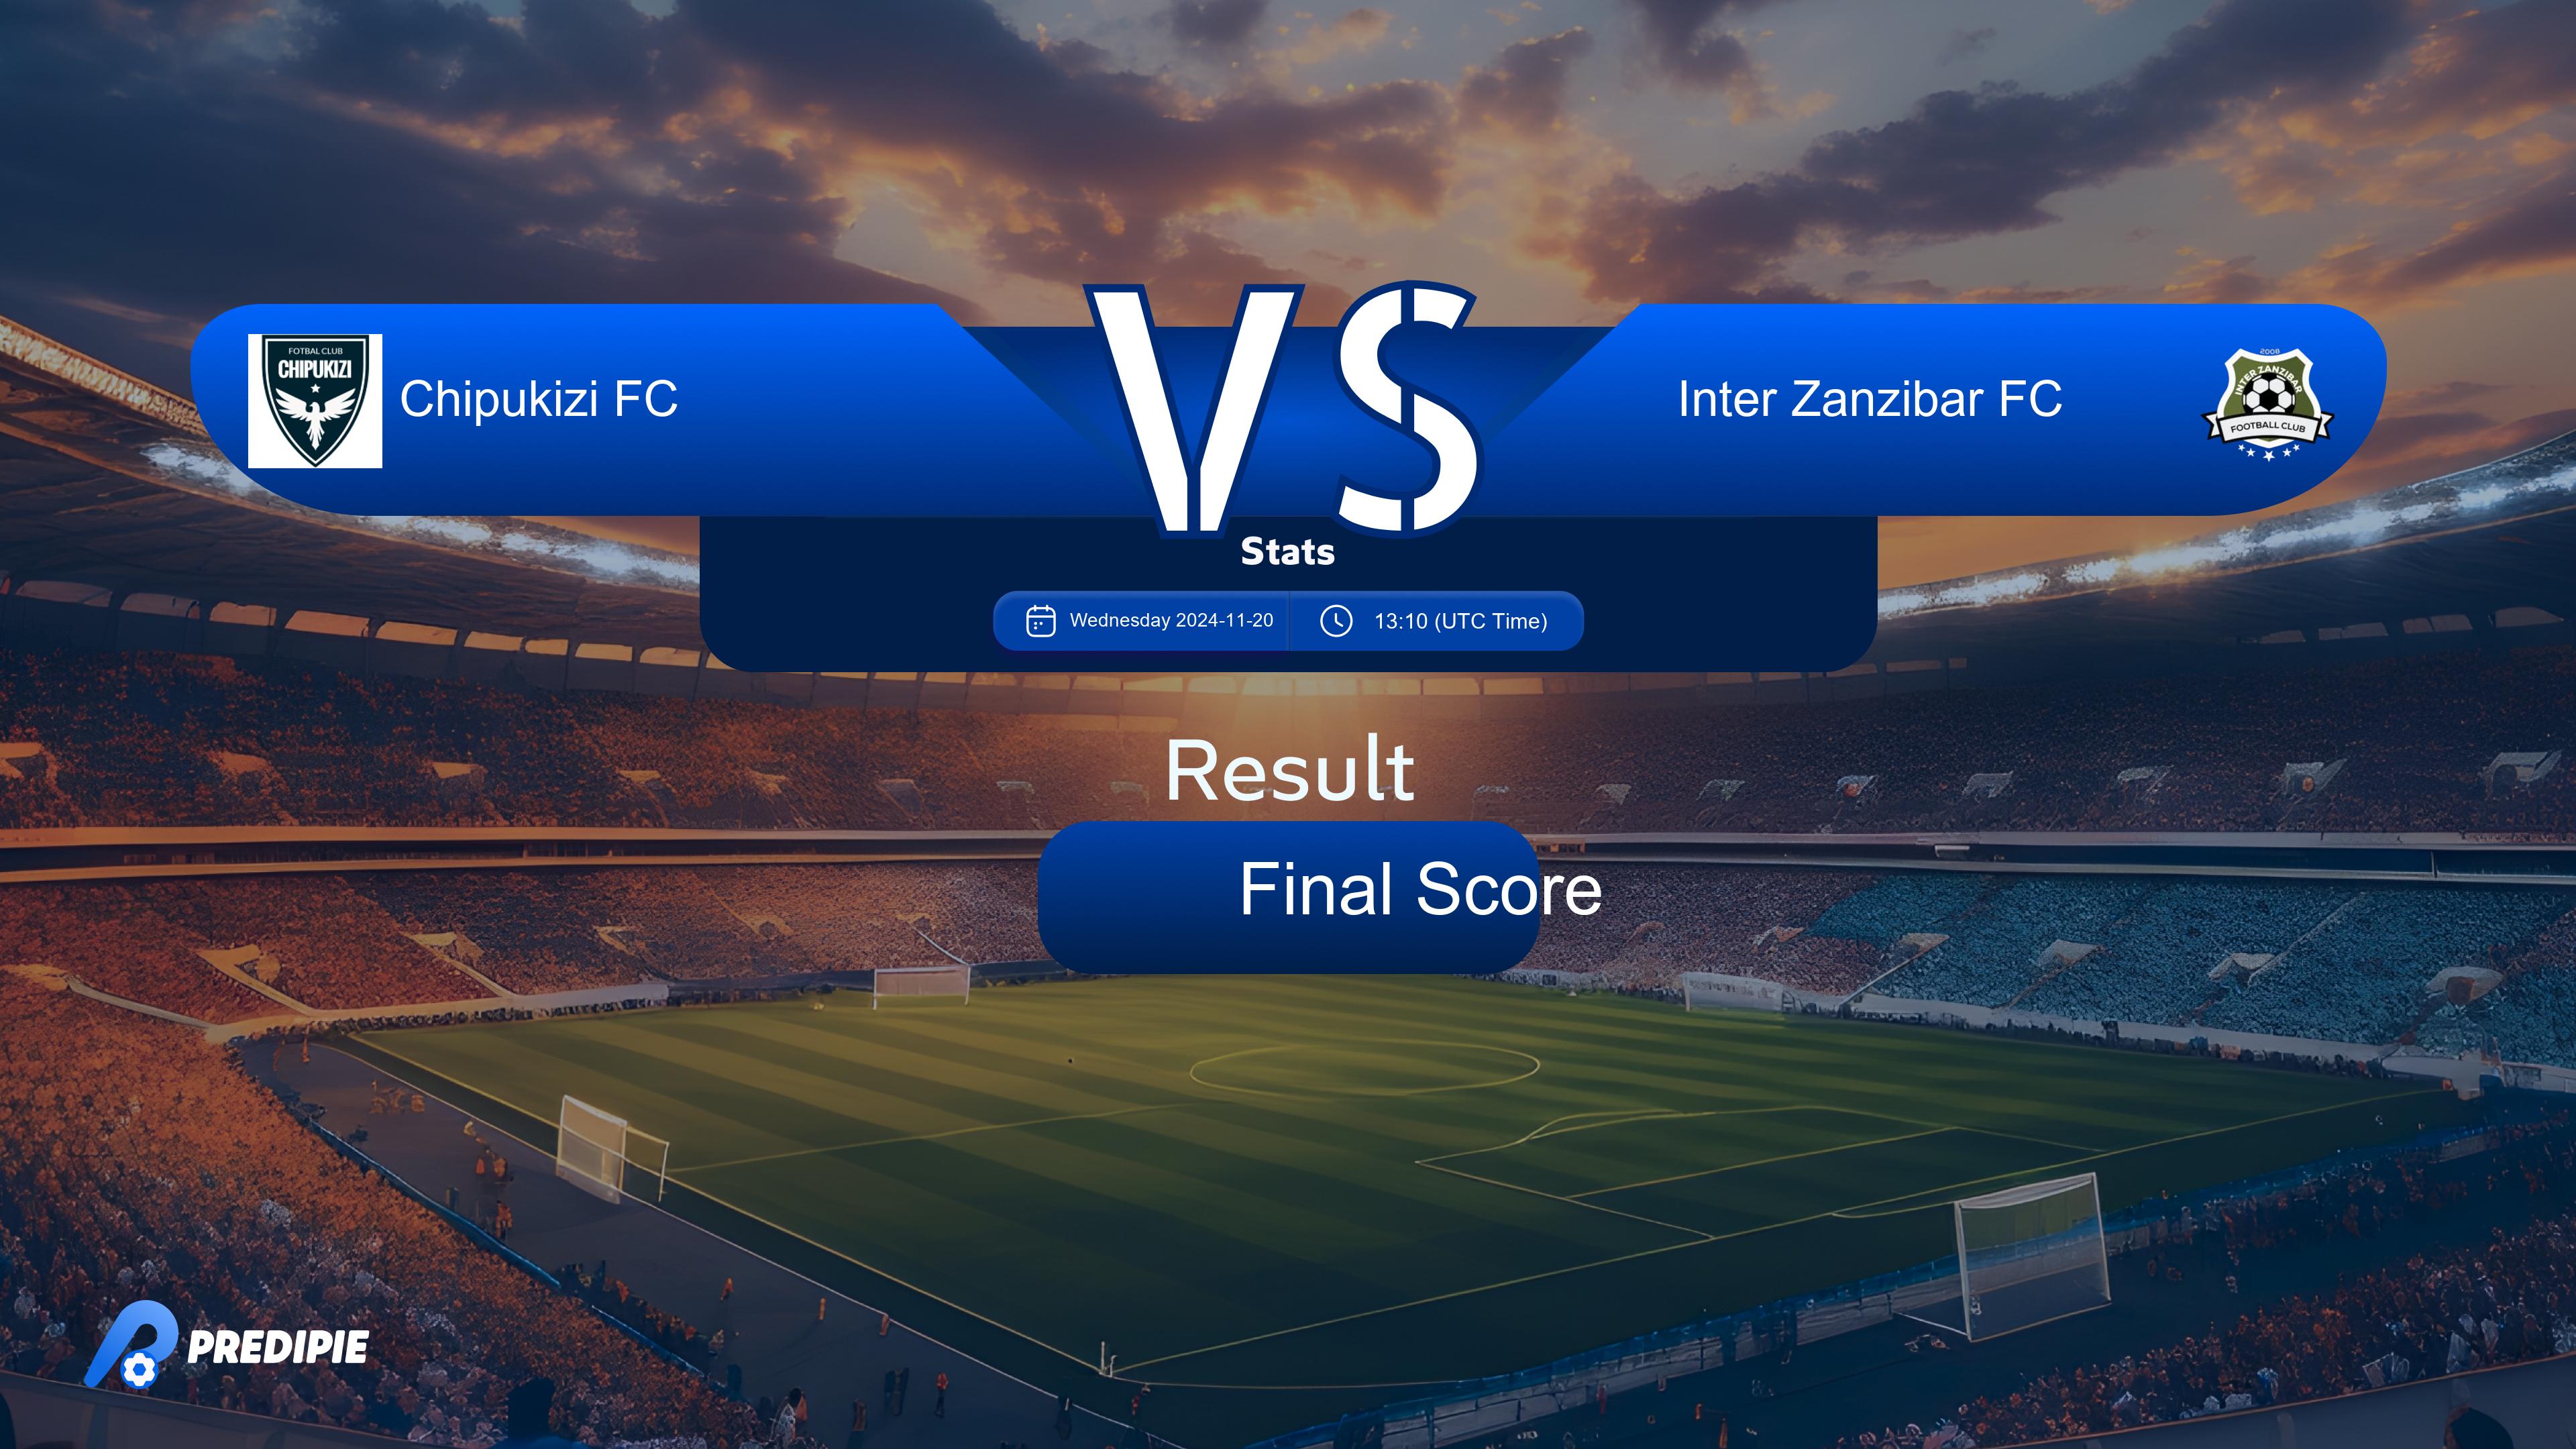 VS
FOTBAL CLUB
CHIPUKIZI
Chipukizi FC
Inter Zanzibar FC
2008
INTER ZANZIBAR
FOOTBALL CLUB
Stats
Wednesday 2024-11-20
13:10 (UTC Time)
Result
Final Score
PREDIPIE